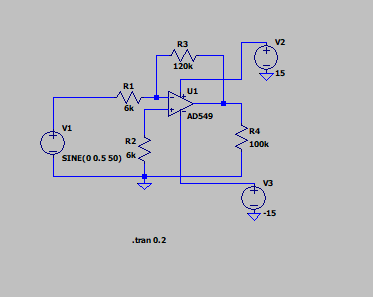 R3
120k
V2
15
R1
6k
U1
AD549
V1
SINE(0 0.5 50)
R2
6k
R4
100k
V3
-15
.tran 0.2